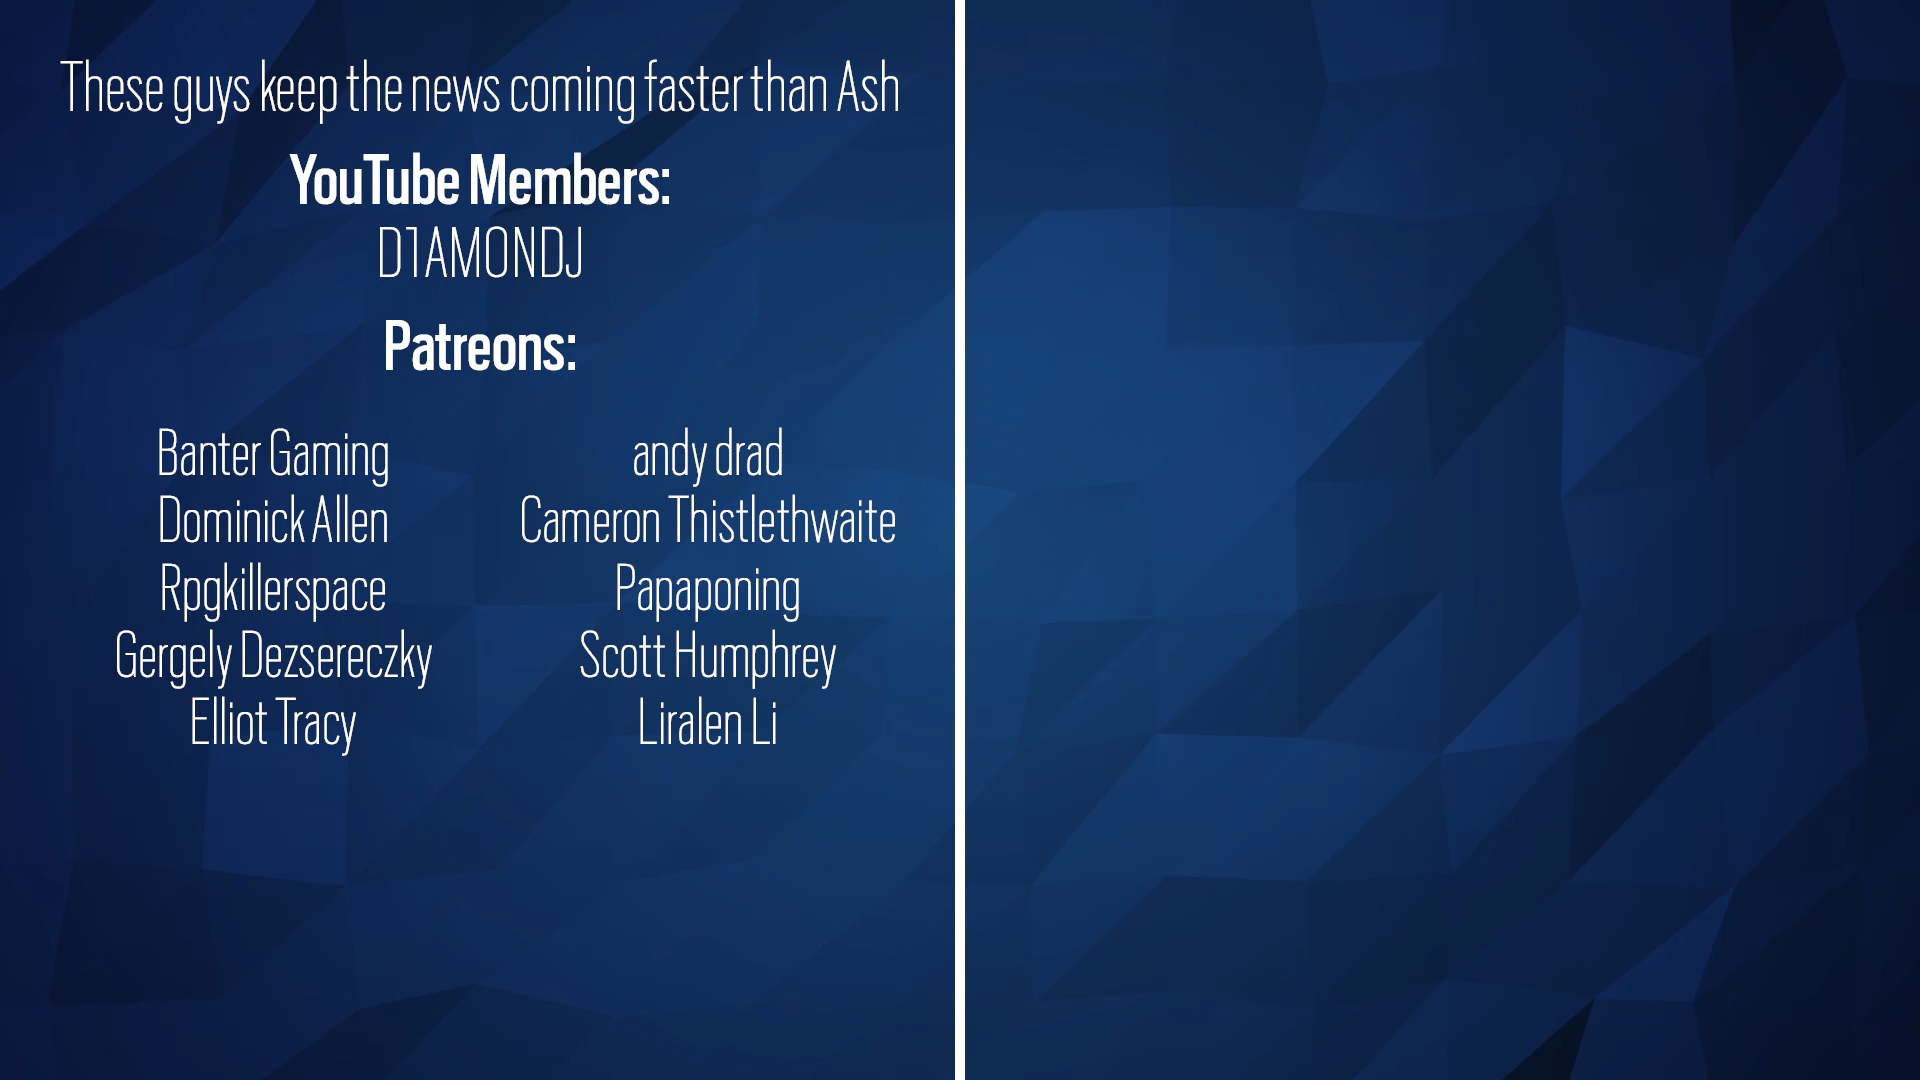 These guys keep the news coming faster than Ash
YouTube Members:
D1AMONDJ
Patreons:
Banter Gaming
Dominick Allen
Rpgkillerspace
Gergely Dezsereczky
Elliot Tracy
andy drad
Cameron Thistlethwaite
Papaponing
Scott Humphrey
Liralen Li